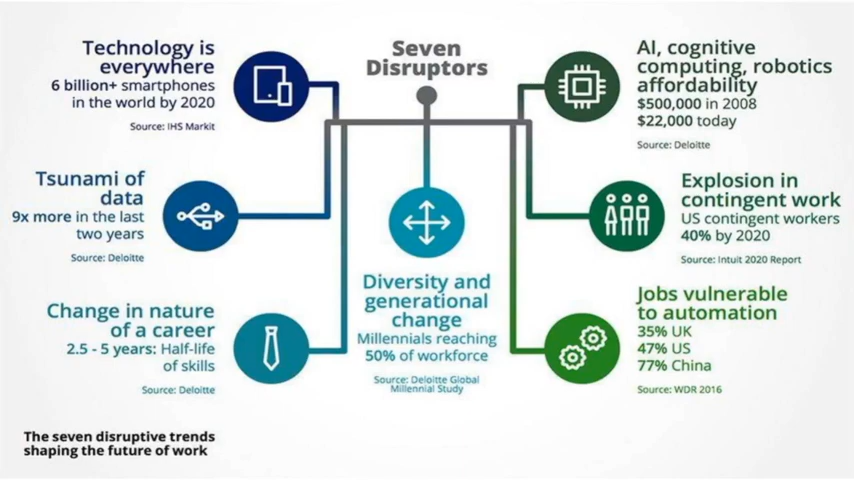 Seven
Disruptors
Technology is
everywhere
6 billion+ smartphones
in the world by 2020
Source: IHS Markit
Tsunami of
data
9x more in the last
two years
Source: Deloitte
Change in nature
of a career
2.5 - 5 years: Half-life
of skills
Source: Deloitte
Diversity and
generational
change
Millennials reaching
50% of workforce
Source: Deloitte Global
Millennial Study
AI, cognitive
computing, robotics
affordability
$500,000 in 2008
$22,000 today
Source: Deloitte
Explosion in
contingent work
US contingent workers
40% by 2020
Source: Intuit 2020 Report
Jobs vulnerable
to automation
35% UK
47% US
77% China
Source: WDR 2016
The seven disruptive trends
shaping the future of work